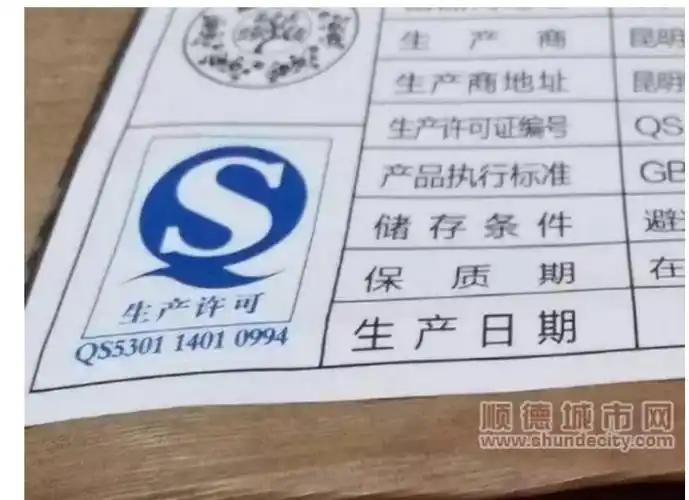 生产商 昆明
生产商地址 昆明
生产许可证编号 QS
产品执行标准 GB
储存条件 避
保质期 在
生产日期
S
生产许可
QS5301 1401 0994
顺德城市网
www.shundecity.com